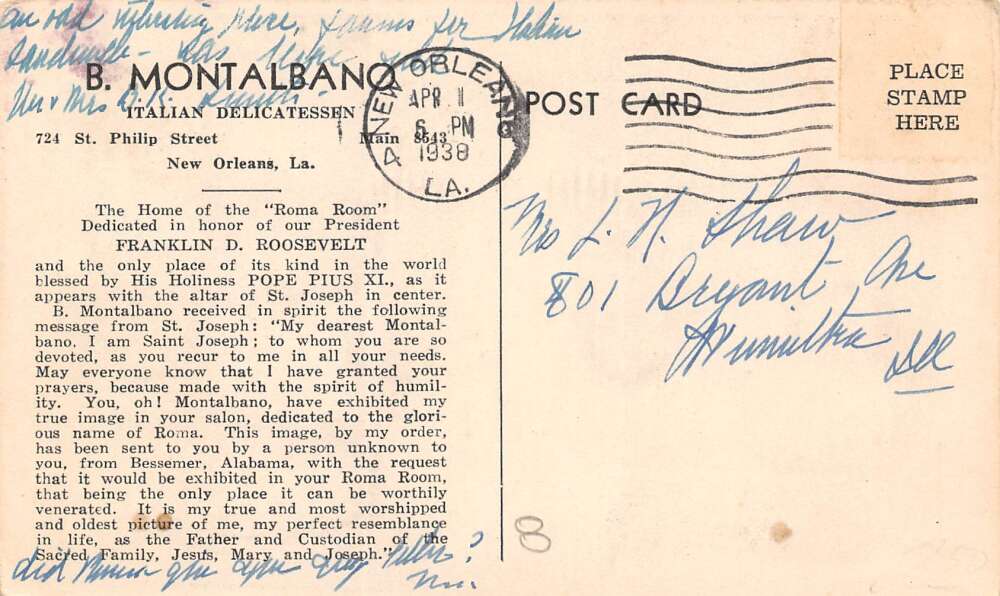 an odd interesting place, famous for Italian
Sandwich – Has
Mr & Mrs
B. MONTALBANO
ITALIAN DELICATESSEN
724 St. Philip Street Main 8643
New Orleans, La.
The Home of the "Roma Room"
Dedicated in honor of our President
FRANKLIN D. ROOSEVELT
and the only place of its kind in the world
blessed by His Holiness POPE PIUS XI., as it
appears with the altar of St. Joseph in center.
B. Montalbano received in spirit the following
message from St. Joseph: "My dearest Montal-
bano. I am Saint Joseph; to whom you are so
devoted, as you recur to me in all your needs.
May everyone know that I have granted your
prayers, because made with the spirit of humil-
ity. You, oh! Montalbano, have exhibited my
true image in your salon, dedicated to the glori-
ous name of Roma. This image, by my order,
has been sent to you by a person unknown to
you, from Bessemer, Alabama, with the request
that it would be exhibited in your Roma Room,
that being the only place it can be worthily
venerated. It is my true and most worshipped
and oldest picture of me, my perfect resemblance
in life, as the Father and Custodian of the
Sacred Family, Jesus, Mary and Joseph."
did
NEW ORLEANS
APR 1
6 PM
1938
LA.
4
POST CARD
PLACE
STAMP
HERE
Mrs L. N. Shaw
801 Bryant Ave
Winnetka
Ill
8